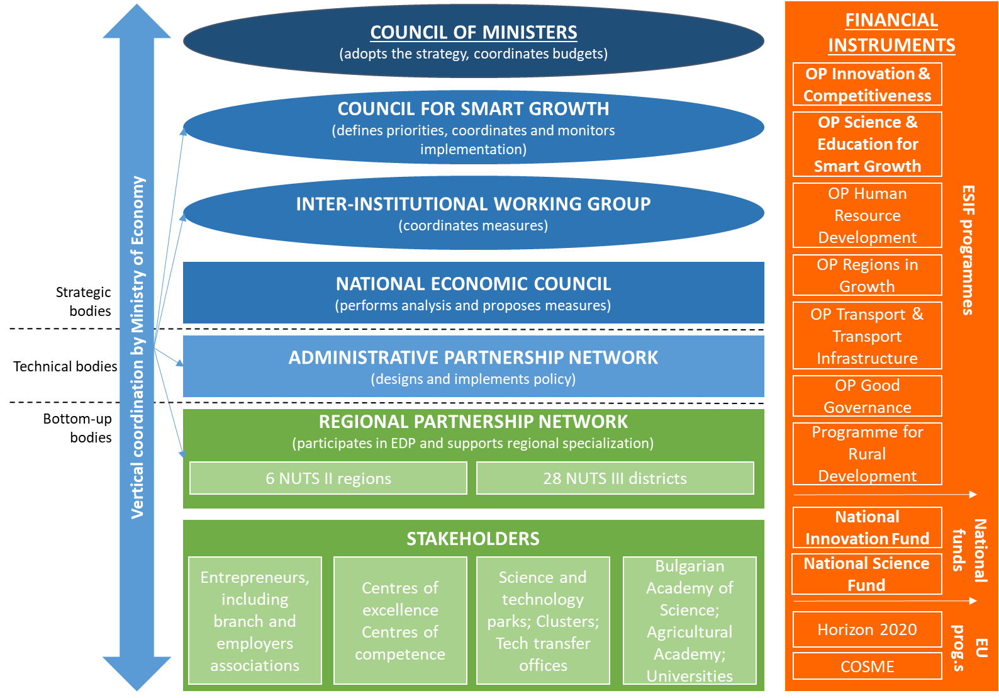 COUNCIL OF MINISTERS
(adopts the strategy, coordinates budgets)
COUNCIL FOR SMART GROWTH
(defines priorities, coordinates and monitors
implementation)
INTER-INSTITUTIONAL WORKING GROUP
(coordinates measures)
NATIONAL ECONOMIC COUNCIL
(performs analysis and proposes measures)
Strategic
bodies
Vertical coordination by Ministry of Economy
Technical bodies
ADMINISTRATIVE PARTNERSHIP NETWORK
(designs and implements policy)
Bottom-up
bodies
REGIONAL PARTNERSHIP NETWORK
(participates in EDP and supports regional specialization)
6 NUTS II regions
28 NUTS III districts
STAKEHOLDERS
Entrepreneurs,
including
branch and
employers
associations
Centres of
excellence
Centres of
competence
Science and
technology
parks; Clusters;
Tech transfer
offices
Bulgarian
Academy of
Science;
Agricultural
Academy;
Universities
FINANCIAL
INSTRUMENTS
OP Innovation &
Competitiveness
OP Science &
Education for
Smart Growth
OP Human
Resource
Development
OP Regions in
Growth
OP Transport &
Transport
Infrastructure
OP Good
Governance
Programme for
Rural
Development
ESIF programmes
National
Innovation Fund
National Science
Fund
National
funds
Horizon 2020
COSME
EU
prog.s